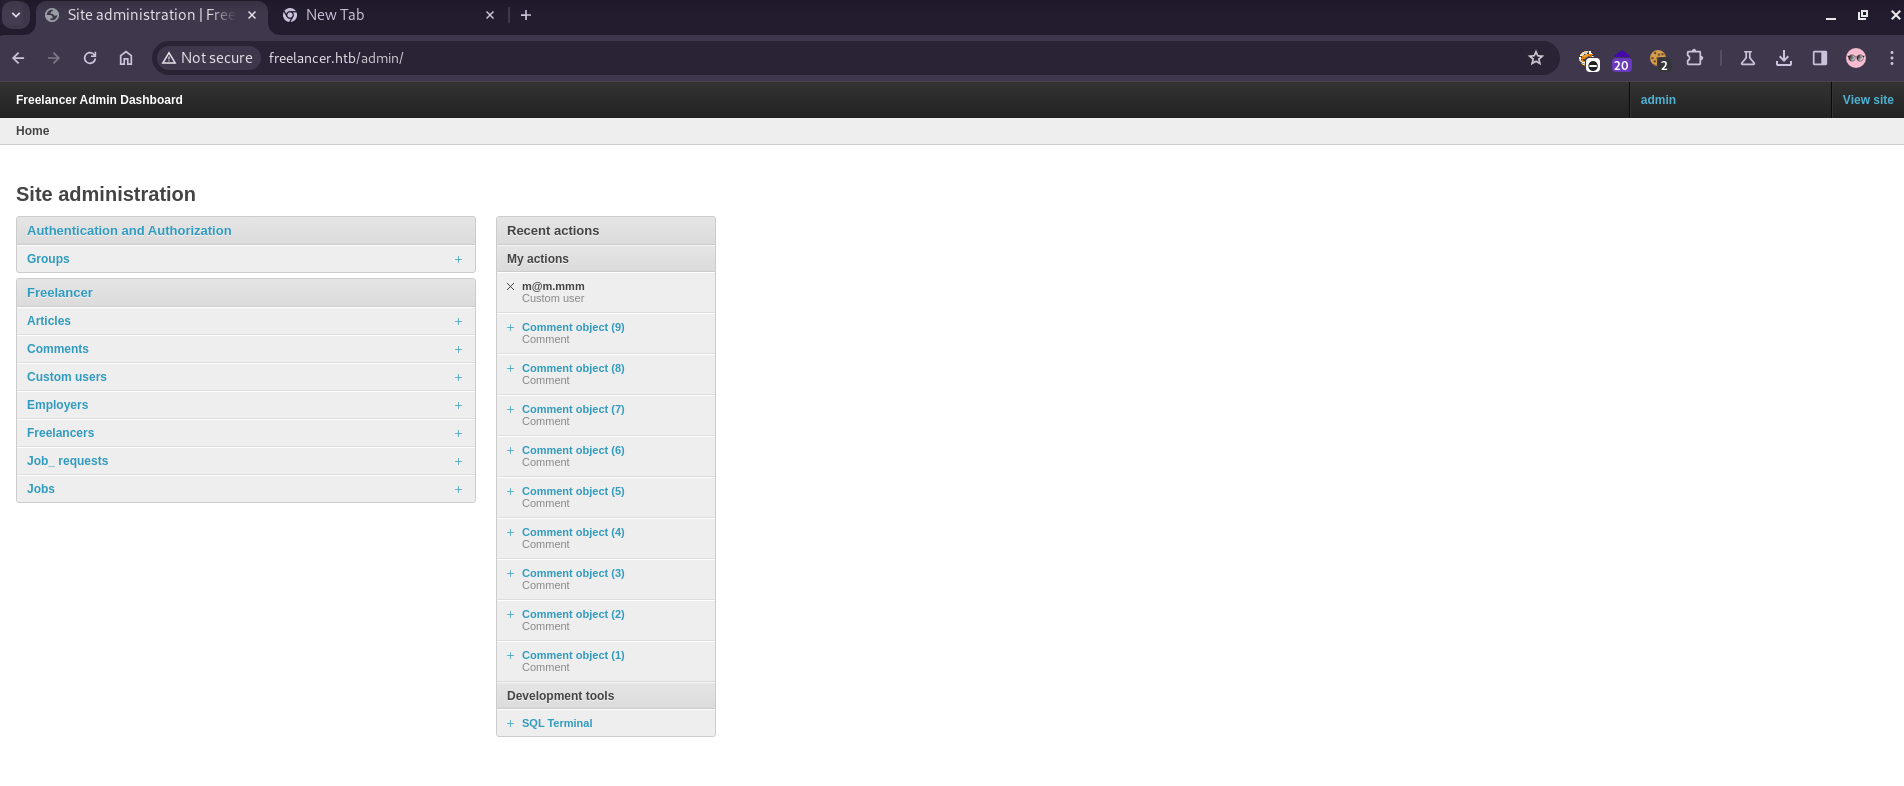 Site administration | Free
New Tab
Not secure
freelancer.htb/admin/
20
2
Freelancer Admin Dashboard
admin
View site
Home
Site administration
Authentication and Authorization
Groups
Freelancer
Articles
Comments
Custom users
Employers
Freelancers
Job_ requests
Jobs
Recent actions
My actions
m@m.mmm
Custom user
Comment object (9)
Comment
Comment object (8)
Comment
Comment object (7)
Comment
Comment object (6)
Comment
Comment object (5)
Comment
Comment object (4)
Comment
Comment object (3)
Comment
Comment object (2)
Comment
Comment object (1)
Comment
Development tools
SQL Terminal